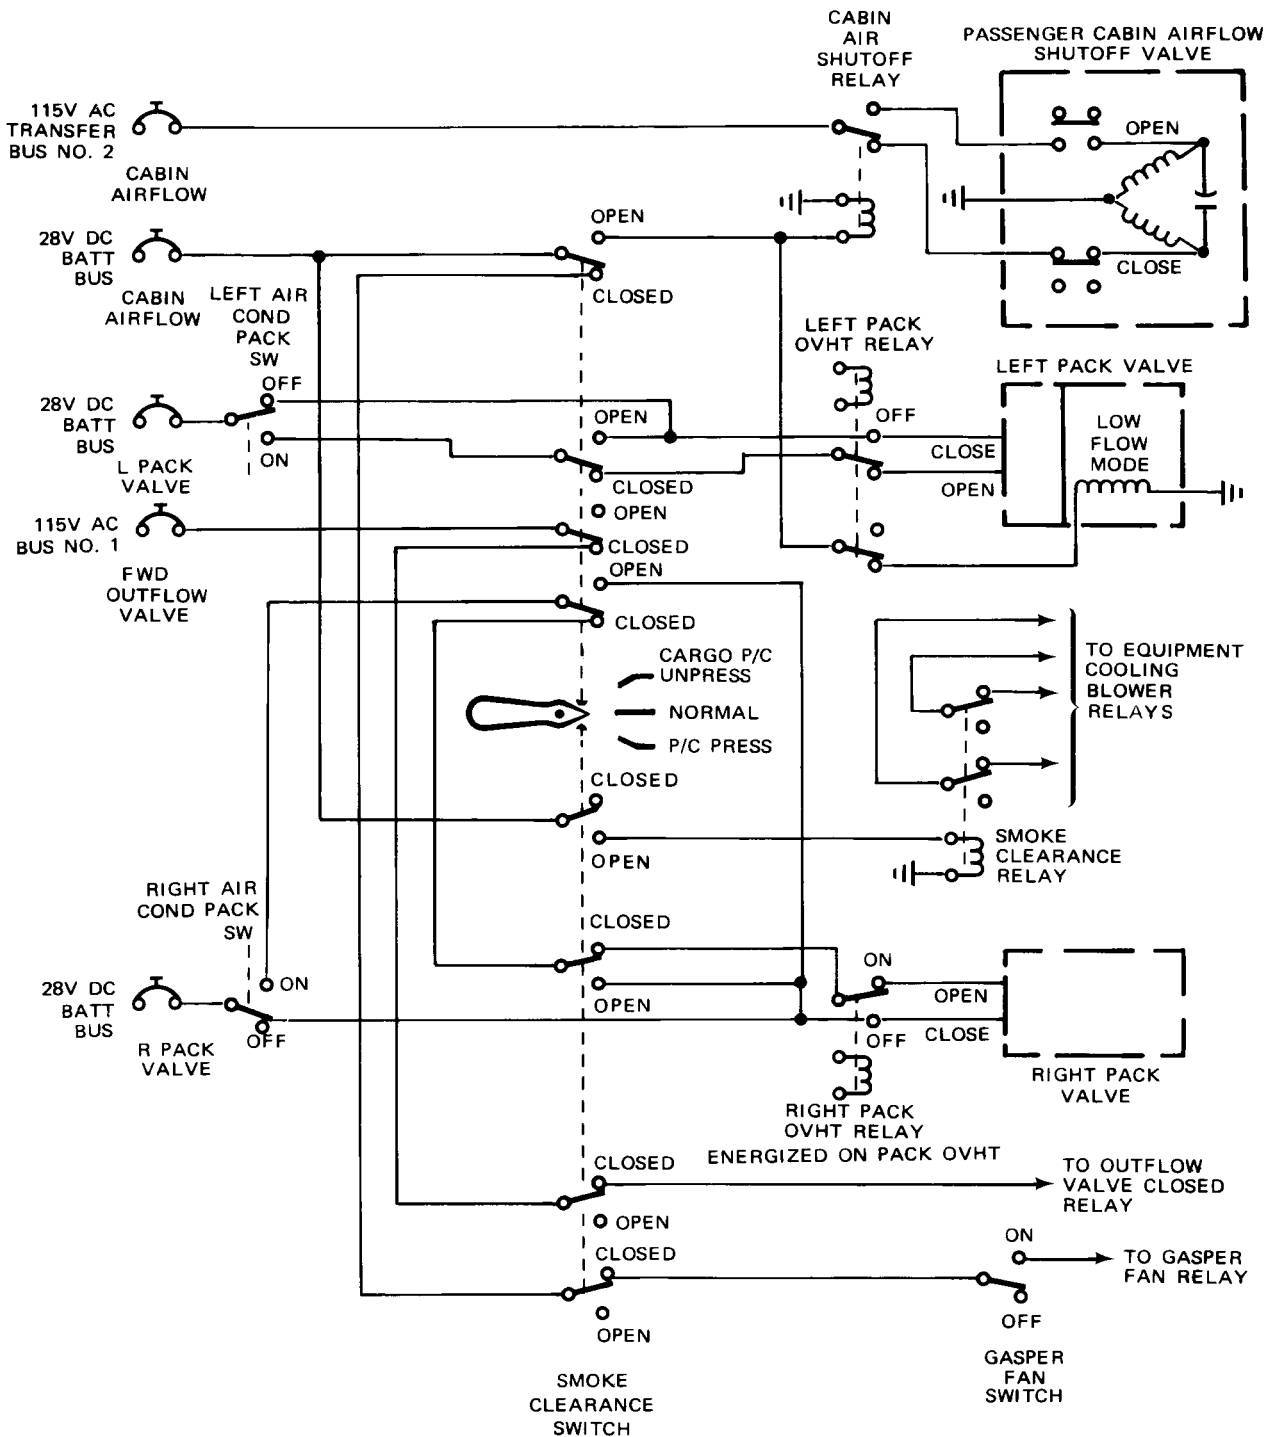 CABIN
AIR
SHUTOFF
RELAY
PASSENGER CABIN AIRFLOW
SHUTOFF VALVE
115V AC
TRANSFER
BUS NO. 2
CABIN
AIRFLOW
OPEN
CLOSE
28V DC
BATT
BUS
CABIN
AIRFLOW
OPEN
CLOSED
LEFT AIR
COND
PACK
SW
OFF
ON
28V DC
BATT
BUS
L PACK
VALVE
OPEN
CLOSED
LEFT PACK
OVHT RELAY
OFF
CLOSE
OPEN
LEFT PACK VALVE
LOW
FLOW
MODE
115V AC
BUS NO. 1
FWD
OUTFLOW
VALVE
OPEN
CLOSED
OPEN
CLOSED
CARGO P/C
UNPRESS
NORMAL
P/C PRESS
TO EQUIPMENT
COOLING
BLOWER
RELAYS
CLOSED
OPEN
SMOKE
CLEARANCE
RELAY
RIGHT AIR
COND PACK
SW
ON
OFF
28V DC
BATT
BUS
R PACK
VALVE
CLOSED
OPEN
ON
OPEN
OFF
CLOSE
RIGHT PACK
VALVE
RIGHT PACK
OVHT RELAY
ENERGIZED ON PACK OVHT
CLOSED
OPEN
TO OUTFLOW
VALVE CLOSED
RELAY
CLOSED
OPEN
ON
OFF
TO GASPER
FAN RELAY
GASPER
FAN
SWITCH
SMOKE
CLEARANCE
SWITCH